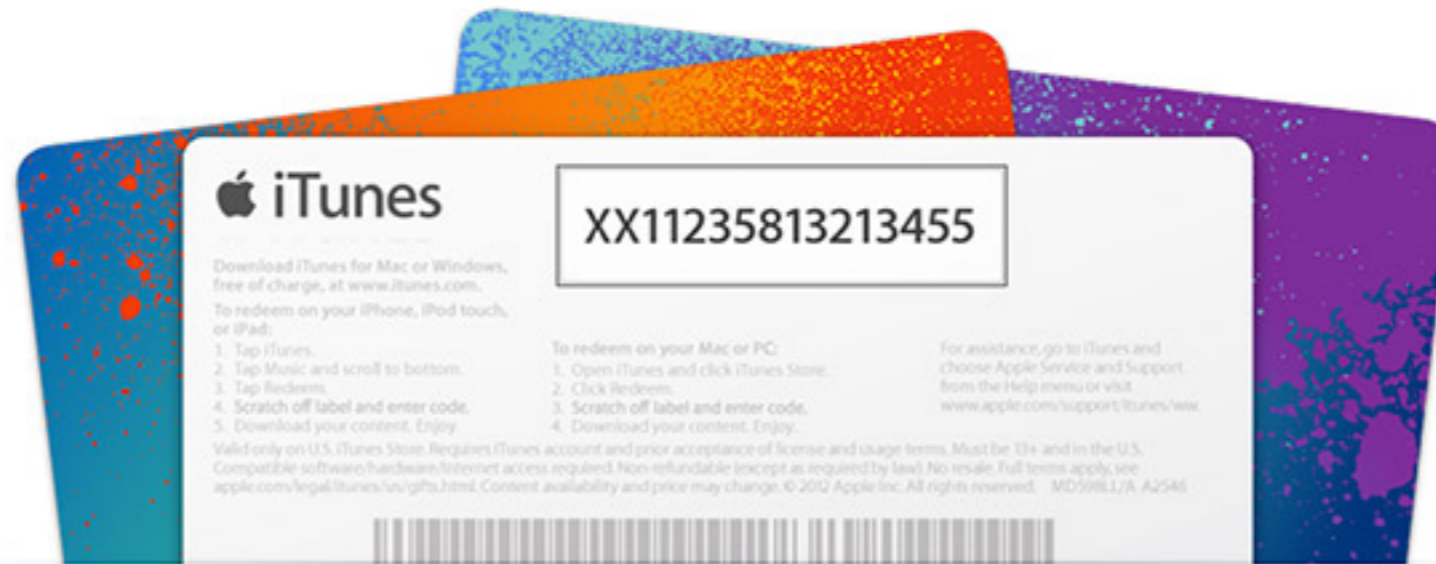 iTunes
XX11235813213455
Download iTunes for Mac or Windows,
free of charge, at www.itunes.com.
To redeem on your iPhone, iPod touch,
or iPad:
1. Tap iTunes.
2. Tap Music and scroll to bottom.
3. Tap Redeem.
4. Scratch off label and enter code.
5. Download your content. Enjoy.
To redeem on your Mac or PC:
1. Open iTunes and click iTunes Store.
2. Click Redeem.
3. Scratch off label and enter code.
4. Download your content. Enjoy.
For assistance, go to iTunes and
choose Apple Service and Support
from the Help menu or visit
www.apple.com/support/itunes/ww.
Valid only on U.S. iTunes Store. Requires iTunes account and prior acceptance of license and usage terms. Must be 13+ and in the U.S.
Compatible software/hardware/Internet access required. Non-refundable (except as required by law). No resale. Full terms apply, see
apple.com/legal/itunes/us/gifts.html. Content availability and price may change. © 2012 Apple Inc. All rights reserved. MD598LL/A A2546